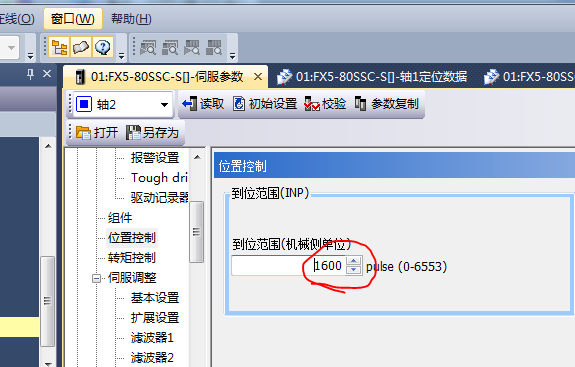 在线(O) 窗口(W) 帮助(H)
01:FX5-80SSC-S[]-伺服参数 01:FX5-80SSC-S[]-轴1定位数据 01:FX5-80SS
轴2 读取 初始设置 校验 参数复制
打开 另存为
报警设置
Tough dri
驱动记录器
组件
位置控制
转矩控制
伺服调整
基本设置
扩展设置
滤波器1
滤波器2
位置控制
到位范围(INP)
到位范围(机械侧单位)
1600 pulse (0-6553)